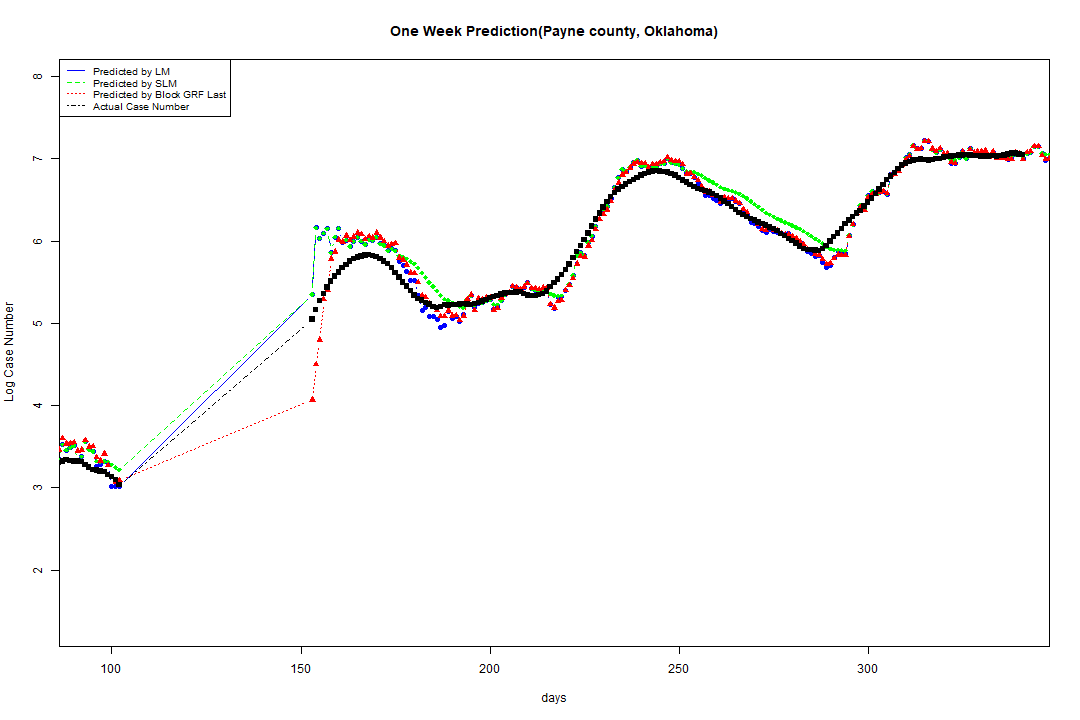 One Week Prediction(Payne county, Oklahoma)
Predicted by LM
Predicted by SLM
Predicted by Block GRF Last
Actual Case Number
8
7
6
5
4
3
2
Log Case Number
100 150 200 250 300
days